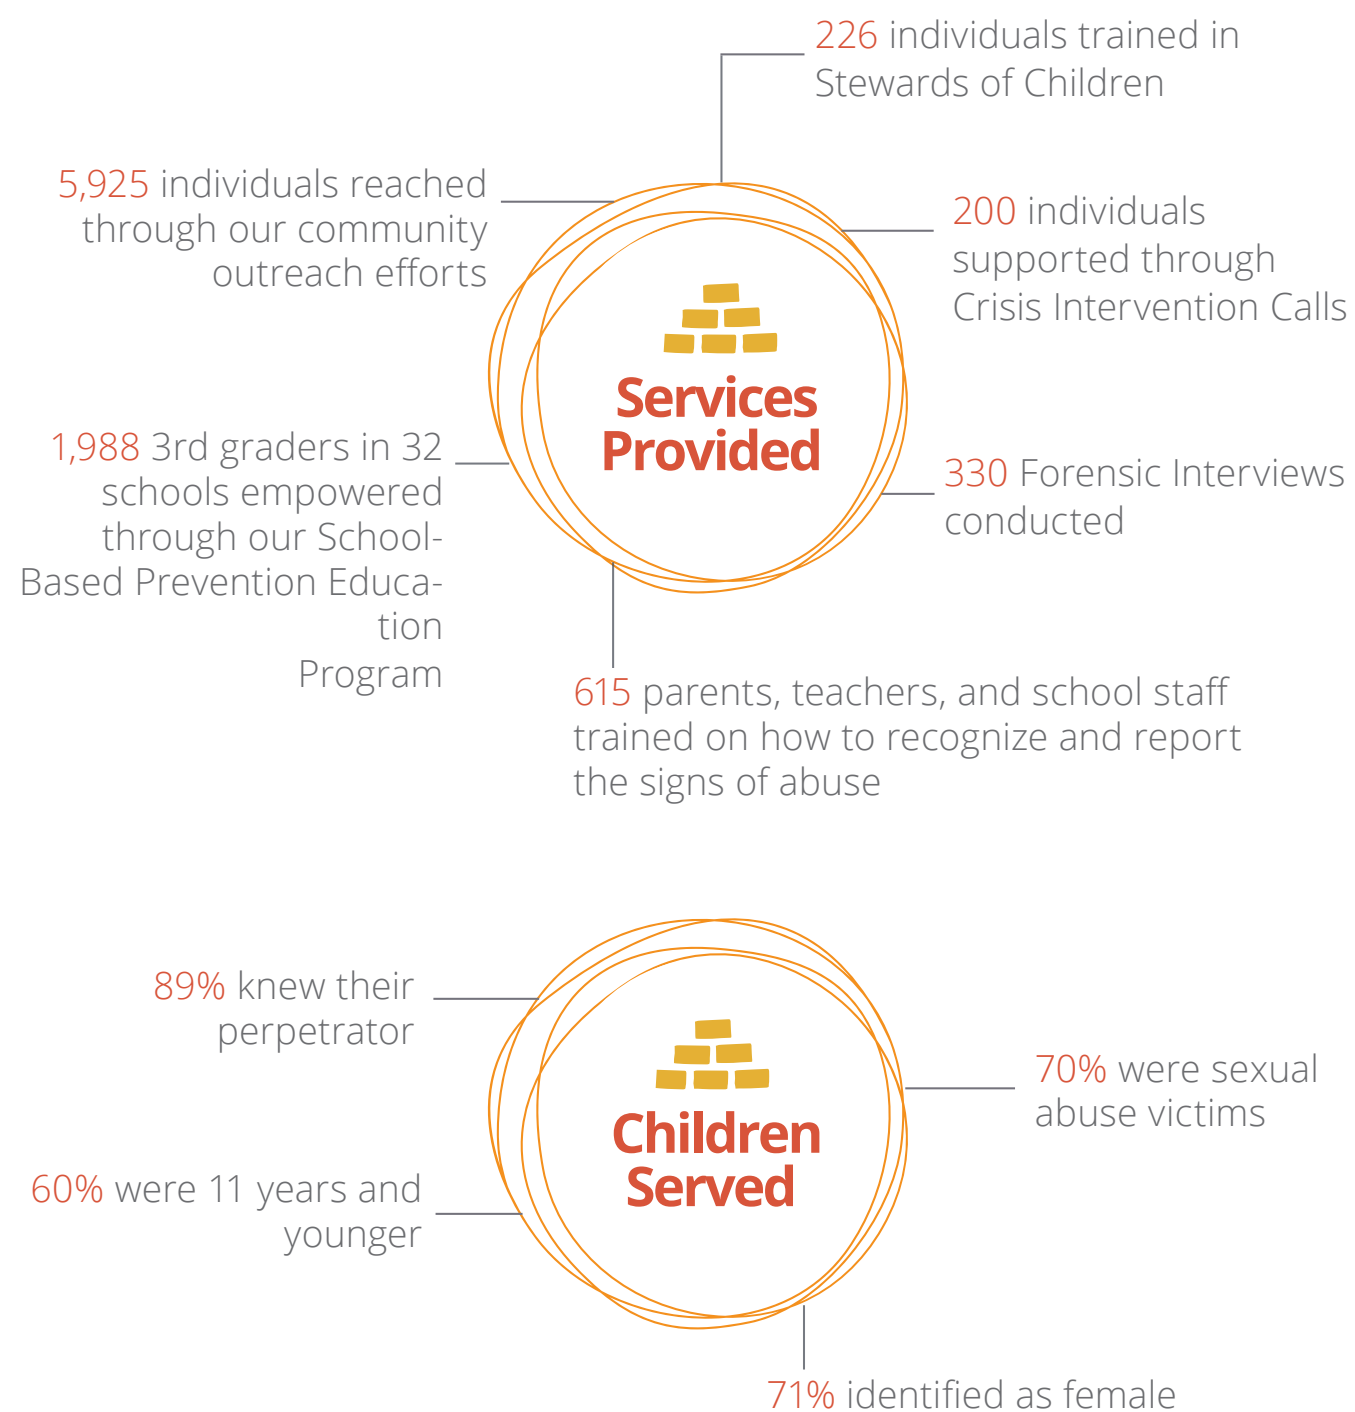 226 individuals trained in
Stewards of Children
5,925 individuals reached
through our community
outreach efforts
200 individuals
supported through
Crisis Intervention Calls
Services
Provided
1,988 3rd graders in 32
schools empowered
through our School-
Based Prevention Educa-
tion
Program
330 Forensic Interviews
conducted
615 parents, teachers, and school staff
trained on how to recognize and report
the signs of abuse
89% knew their
perpetrator
70% were sexual
abuse victims
Children
Served
60% were 11 years and
younger
71% identified as female